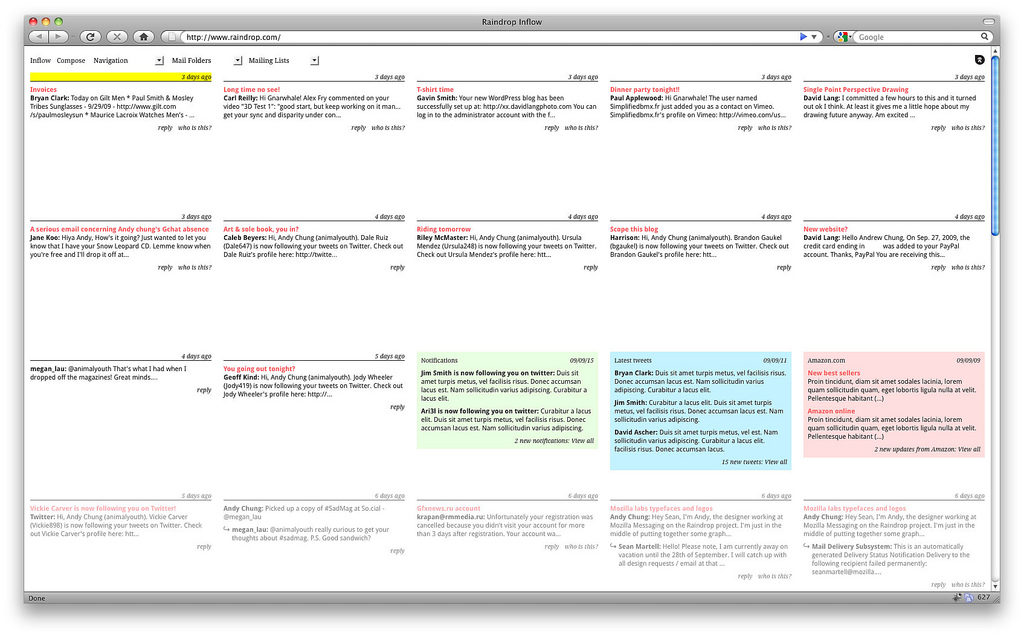 Raindrop Inflow
http://www.raindrop.com/
Google
Inflow Compose Navigation Mail Folders Mailing Lists
3 days ago
Invoices
Bryan Clark: Today on Gilt Men * Paul Smith & Mosley
Tribes Sunglasses - 9/29/09 - http://www.gilt.com
/s/paulmosleysun * Maurice Lacroix Watches Men's - ...
reply who is this?
3 days ago
Long time no see!
Carl Reilly: Hi Gnarwhale! Alex Fry commented on your
video "3D Test 1": "good start, but keep working on it man...
get your sync and disparity under con...
reply who is this?
3 days ago
T-shirt time
Gavin Smith: Your new WordPress blog has been
successfully set up at: http://xx.davidlangphoto.com You can
log in to the administrator account with the f...
reply who is this?
3 days ago
Dinner party tonight!!
Paul Applewood: Hi Gnarwhale! The user named
Simplifiedbmx.fr just added you as a contact on Vimeo.
Simplifiedbmx.fr's profile on Vimeo: http://vimeo.com/us...
reply who is this?
3 days ago
Single Point Perspective Drawing
David Lang: I committed a few hours to this and it turned
out ok I think. At least it gives me a little hope about my
drawing future anyway. Am excited ...
reply who is this?
3 days ago
A serious email concerning Andy chung's Gchat absence
Jane Koo: Hiya Andy, How's it going? Just wanted to let you
know that I have your Snow Leopard CD. Lemme know when
you're free and I'll drop it off at...
reply who is this?
4 days ago
Art & sole book, you in?
Caleb Beyers: Hi, Andy Chung (animalyouth). Dale Ruiz
(Dale647) is now following your tweets on Twitter. Check out
Dale Ruiz's profile here: http://twitte...
reply
4 days ago
Riding tomorrow
Riley McMaster: Hi, Andy Chung (animalyouth). Ursula
Mendez (Ursula248) is now following your tweets on Twitter.
Check out Ursula Mendez's profile here: htt...
reply
4 days ago
Scope this blog
Harrison: Hi, Andy Chung (animalyouth). Brandon Gaukel
(bgaukel) is now following your tweets on Twitter. Check out
Brandon Gaukel's profile here: htt...
reply
4 days ago
New website?
David Lang: Hello Andrew Chung, On Sep. 27, 2009, the
credit card ending in was added to your PayPal
account. Thanks, PayPal You are receiving this...
reply who is this?
4 days ago
megan_lau: @animalyouth That's what I had when I
dropped off the magazines! Great minds....
reply
5 days ago
You going out tonight?
Geoff Kind: Hi, Andy Chung (animalyouth). Jody Wheeler
(Jody419) is now following your tweets on Twitter. Check out
Jody Wheeler's profile here: http://...
reply
Notifications 09/09/15
Jim Smith is now following you on twitter: Duis sit
amet turpis metus, vel facilisis risus. Donec accumsan
lacus est. Nam sollicitudin varius adipiscing. Curabitur a
lacus elit.
Ari3l is now following you on twitter: Curabitur a lacus
elit. Duis sit amet turpis metus, vel facilisis risus. Donec
accumsan lacus est. Nam sollicitudin varius adipiscing.
2 new notifications: View all
Latest tweets 09/09/11
Bryan Clark: Duis sit amet turpis metus, vel facilisis risus.
Donec accumsan lacus est. Nam sollicitudin varius
adipiscing. Curabitur a lacus elit.
Jim Smith: Curabitur a lacus elit. Duis sit amet turpis
metus, vel facilisis risus. Donec accumsan lacus est. Nam
sollicitudin varius adipiscing.
David Ascher: Duis sit amet turpis metus, vel est. Nam
sollicitudin varius adipiscing. Curabitur a lacus elit.
facilisis risus. Donec accumsan lacus.
15 new tweets: View all
Amazon.com 09/09/09
New best sellers
Proin tincidunt, diam sit amet sodales lacinia, lorem
quam sollicitudin quam, eget lobortis ligula nulla at velit.
Pellentesque habitant (...)
Amazon online
Proin tincidunt, diam sit amet sodales lacinia, lorem
quam sollicitudin quam, eget lobortis ligula nulla at velit.
Pellentesque habitant (...)
2 new updates from Amazon: View all
5 days ago
Vickie Carver is now following you on Twitter!
Twitter: Hi, Andy Chung (animalyouth). Vickie Carver
(Vickie898) is now following your tweets on Twitter. Check
out Vickie Carver's profile here: htt...
reply
6 days ago
Andy Chung: Picked up a copy of #SadMag at So.cial -
@megan_lau
megan_lau: @animalyouth really curious to get your
thoughts about #sadmag. P.S. Good sandwich?
reply
6 days ago
Gfxnews.ru account
krapan@rmmedia.ru: Unfortunately your registration was
cancelled because you didn't visit your account for more
than 3 days after registration. Your account wa...
reply who is this?
6 days ago
Mozilla labs typefaces and logos
Andy Chung: Hey Sean, I'm Andy, the designer working at
Mozilla Messaging on the Raindrop project. I'm just in the
middle of putting together some graph...
Sean Martell: Hello! Please note, I am currently away on
vacation until the 28th of September. I will catch up with
all design requests / email at that ...
reply who is this?
6 days ago
Mozilla labs typefaces and logos
Andy Chung: Hey Sean, I'm Andy, the designer working at
Mozilla Messaging on the Raindrop project. I'm just in the
middle of putting together some graph...
Mail Delivery Subsystem: This is an automatically
generated Delivery Status Notification Delivery to the
following recipient failed permanently:
seanmartell@mozilla....
reply who is this?
Done 627